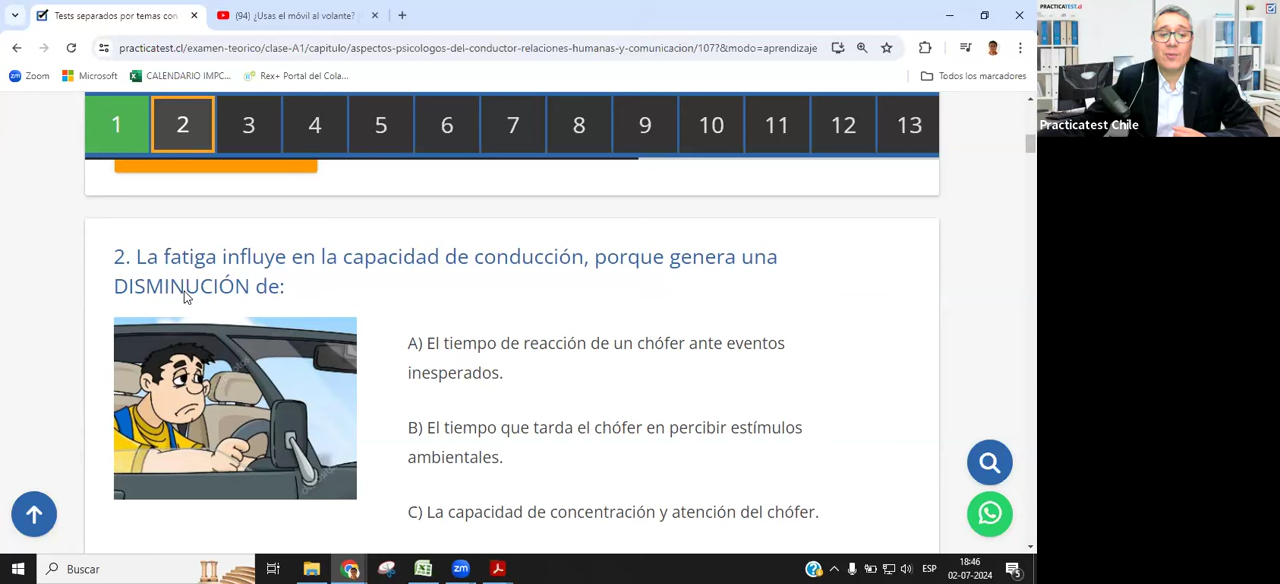 Tests separados por temas con
(94) ¿Usas el móvil al volante?
practicatest.cl/examen-teorico/clase-A1/capitulo/aspectos-psicologos-del-conductor-relaciones-humanas-y-comunicacion/107?&modo=aprendizaje
Zoom
Microsoft
CALENDARIO IMPC...
Rex+ Portal del Cola...
Todos los marcadores
1 2 3 4 5 6 7 8 9 10 11 12 13
2. La fatiga influye en la capacidad de conducción, porque genera una
DISMINUCIÓN de:
A) El tiempo de reacción de un chófer ante eventos
inesperados.
B) El tiempo que tarda el chófer en percibir estímulos
ambientales.
C) La capacidad de concentración y atención del chófer.
PRACTICATEST.cl
Practicatest Chile
Buscar
ESP
18:46
02-07-2024
5